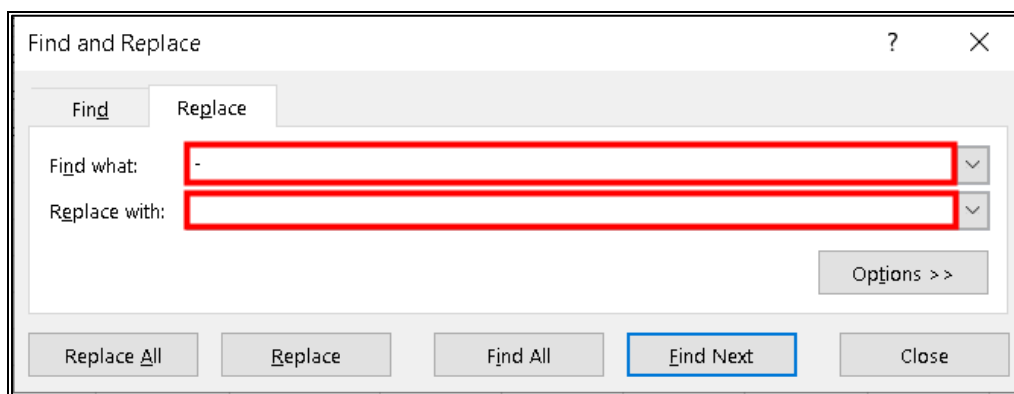 Find and Replace ?
Find Replace
Find what: -
Replace with:
Options >>
Replace All Replace Find All Find Next Close